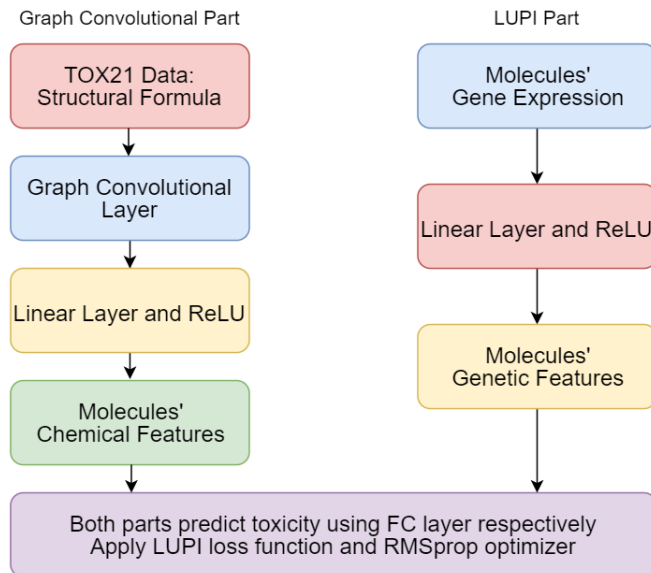 Graph Convolutional Part
TOX21 Data:
Structural Formula
Graph Convolutional
Layer
Linear Layer and ReLU
Molecules'
Chemical Features
LUPI Part
Molecules'
Gene Expression
Linear Layer and ReLU
Molecules'
Genetic Features
Both parts predict toxicity using FC layer respectively
Apply LUPI loss function and RMSprop optimizer